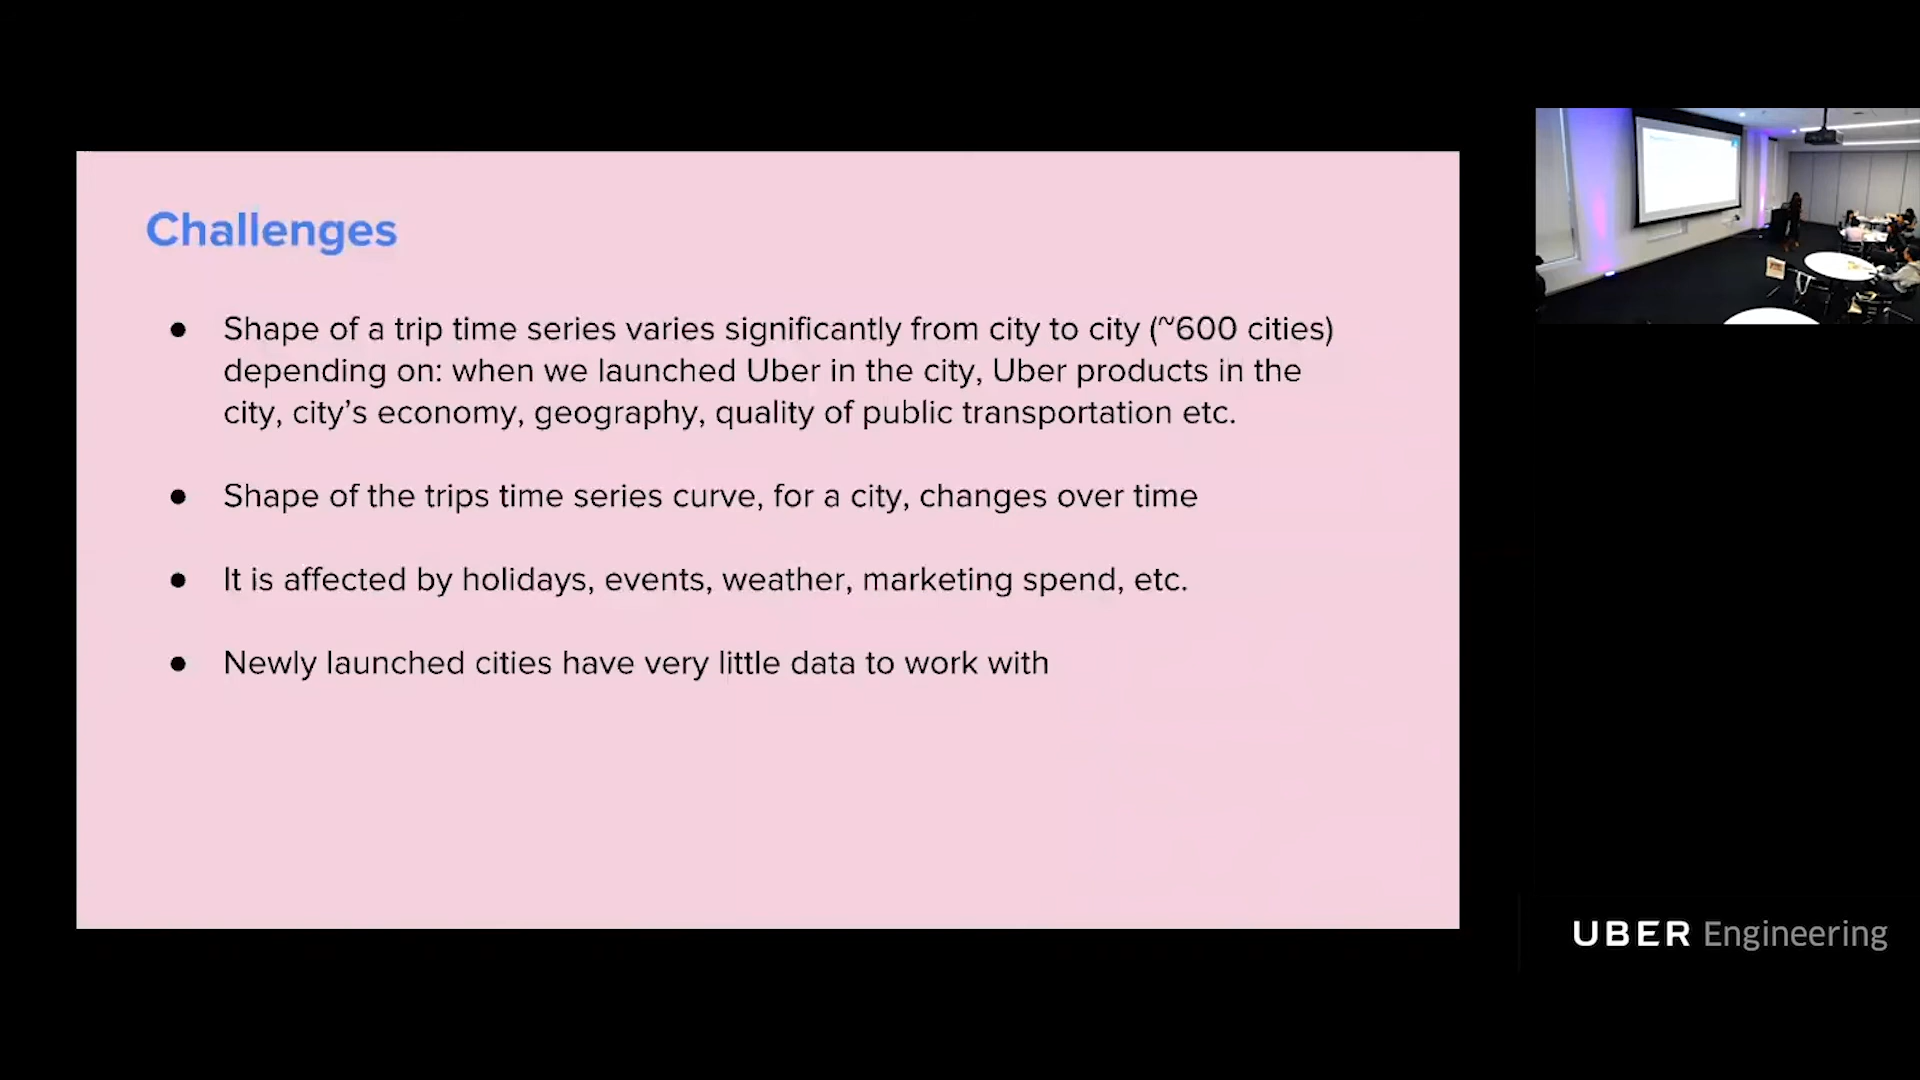 Challenges
● Shape of a trip time series varies significantly from city to city (~600 cities)
depending on: when we launched Uber in the city, Uber products in the
city, city’s economy, geography, quality of public transportation etc.
● Shape of the trips time series curve, for a city, changes over time
● It is affected by holidays, events, weather, marketing spend, etc.
● Newly launched cities have very little data to work with
UBER Engineering